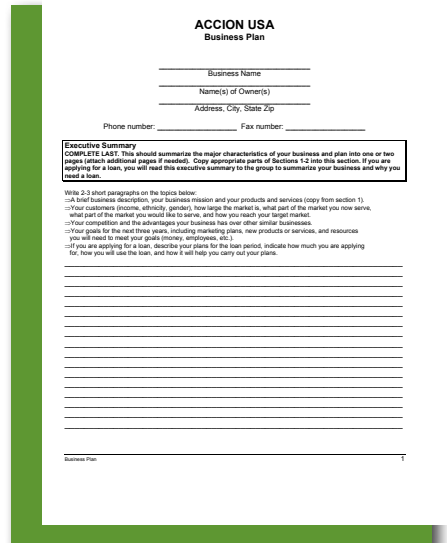 ACCION USA
Business Plan
Business Name
Name(s) of Owner(s)
Address, City, State Zip
Phone number: Fax number:
Executive Summary
COMPLETE LAST. This should summarize the major characteristics of your business and plan into one or two
pages (attach additional pages if needed). Copy appropriate parts of Sections 1-2 into this section. If you are
applying for a loan, you will read this executive summary to the group to summarize your business and why you
need a loan.
Write 2-3 short paragraphs on the topics below:
⇒A brief business description, your business mission and your products and services (copy from section 1).
⇒Your customers (income, ethnicity, gender), how large the market is, what part of the market you now serve,
what part of the market you would like to serve, and how you reach your target market.
⇒Your competition and the advantages your business has over other similar businesses.
⇒Your goals for the next three years, including marketing plans, new products or services, and resources
you will need to meet your goals (money, employees, etc.).
⇒If you are applying for a loan, describe your plans for the loan period, indicate how much you are applying
for, how you will use the loan, and how it will help you carry out your plans.
Business Plan 1